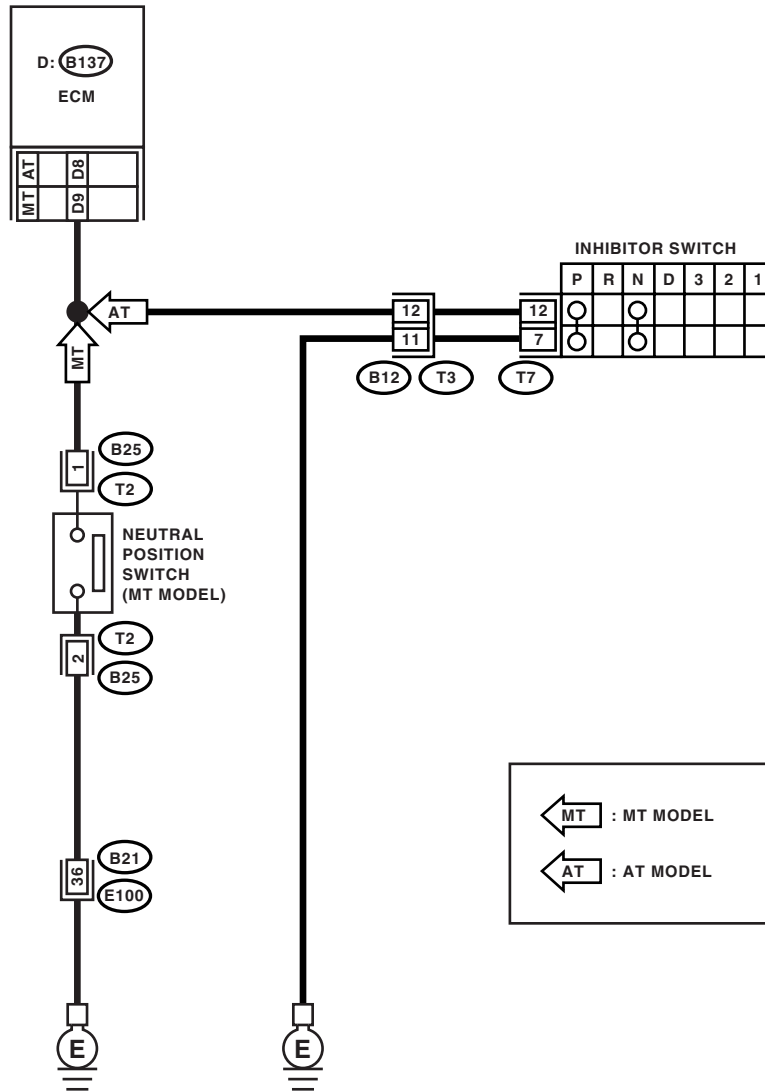 D: B137
ECM
AT D8
MT D9
INHIBITOR SWITCH
P R N D 3 2 1
AT
12 12
11 7
B12 T3 T7
MT
1
B25
T2
NEUTRAL
POSITION
SWITCH
(MT MODEL)
2
T2
B25
MT : MT MODEL
AT : AT MODEL
36
B21
E100
E E